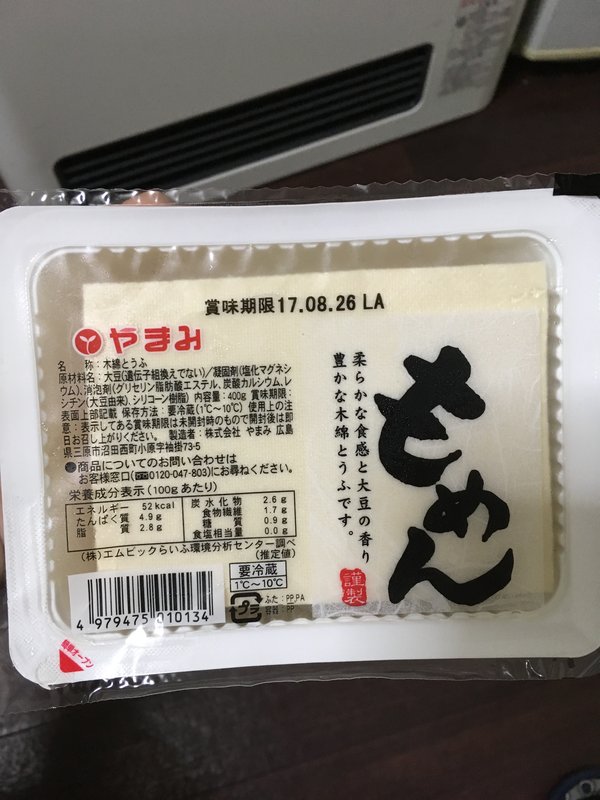 賞味期限17.08.26 LA
やまみ
名　　称:木綿とうふ
原材料名:大豆(遺伝子組換えでない)/凝固剤(塩化マグネシ
ウム)、消泡剤(グリセリン脂肪酸エステル、炭酸カルシウム、レ
シチン(大豆由来)、シリコーン樹脂) 内容量:400g 賞味期限:
表面上部記載 保存方法:要冷蔵(1℃~10℃) 使用上の注
意:表示してある賞味期限は未開封時のもので開封後は即
日お召し上がりください。 製造者:株式会社 やまみ 広島
県三原市沼田西町小原字袖掛73-5
●商品についてのお問い合わせは
お客様窓口(0120-047-803)にお尋ねください。
栄養成分表示(100gあたり)
エネルギー 52kcal
たんぱく質 4.9g
脂　　質 2.8g
炭水化物 2.6g
食物繊維 1.7g
糖　　質 0.9g
食塩相当量 0.0g
(株)エムビックらいふ環境分析センター調べ
(推定値)
要冷蔵
1℃~10℃
プラ
ふた:PP,PA
容器:PP
4 979475 010134
簡単オープン
柔らかな食感と大豆の香り
豊かな木綿とうふです。
もめん
謹製